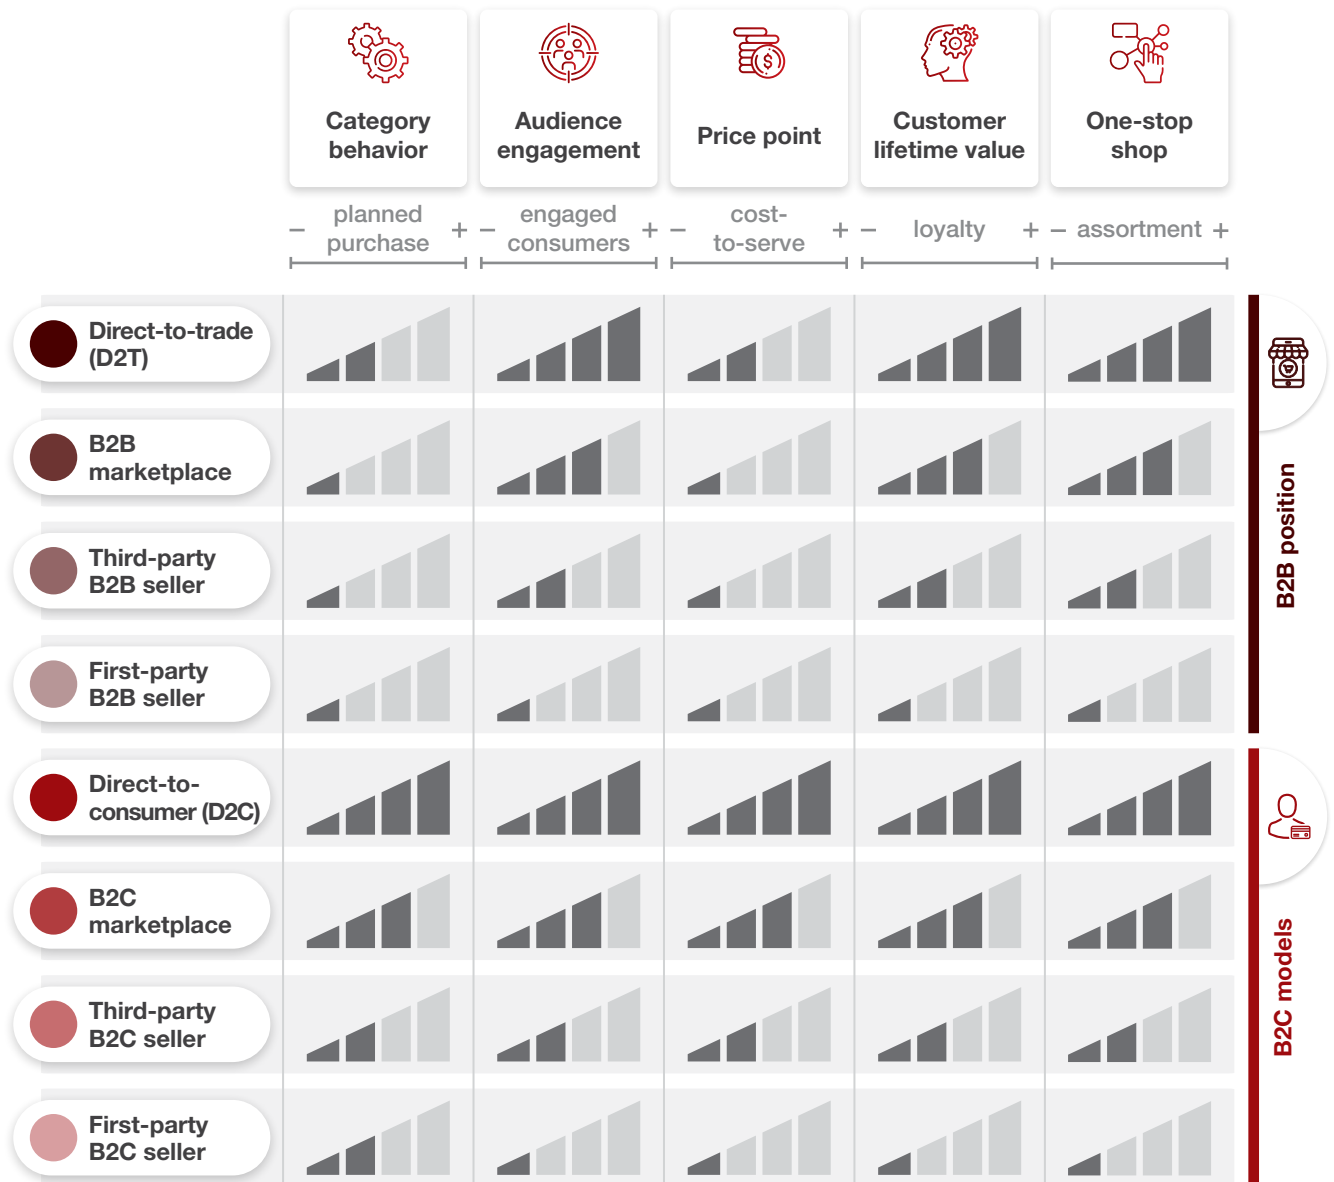 Category
behavior
Audience
engagement
Price point
Customer
lifetime value
One-stop
shop
− planned
purchase +
− engaged
consumers +
− cost-
to-serve +
− loyalty +
− assortment +
Direct-to-trade
(D2T)
B2B
marketplace
Third-party
B2B seller
First-party
B2B seller
B2B position
Direct-to-
consumer (D2C)
B2C
marketplace
Third-party
B2C seller
First-party
B2C seller
B2C models
$